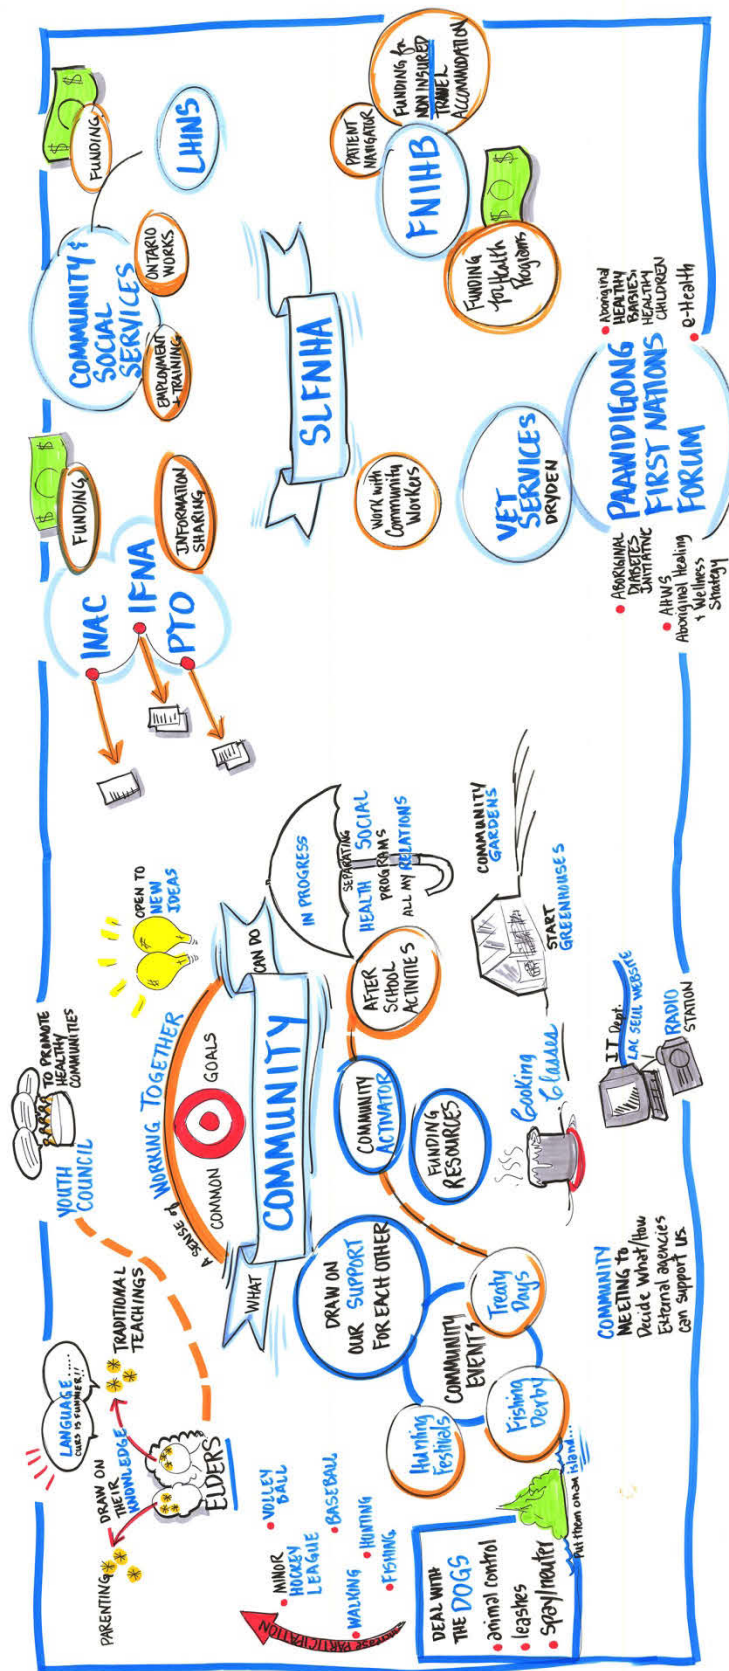 LANGUAGE.....
OURS IS FUNNIER!!
PARENTING
DRAW ON
THEIR
KNOWLEDGE
TRADITIONAL
TEACHINGS
ELDERS
YOUTH
COUNCIL
TO PROMOTE
HEALTHY
COMMUNITIES
A SENSE of WORKING TOGETHER
COMMON GOALS
WHAT
COMMUNITY
CAN DO
OPEN TO
NEW
IDEAS
INCREASE PARTICIPATION
MINOR
HOCKEY
LEAGUE
VOLLEY
BALL
BASEBALL
WALKING
HUNTING
FISHING
DEAL WITH
THE DOGS
animal control
leashes
spay/neuter
Put them on an island...
DRAW ON
OUR SUPPORT
FOR EACH OTHER
COMMUNITY
EVENTS
Hunting
Festivals
Fishing
Derby
Treaty
Days
COMMUNITY
ACTIVATOR
FUNDING
RESOURCES
AFTER
SCHOOL
ACTIVITIES
IN PROGRESS
SEPARATING
HEALTH SOCIAL
PROGRAMS
ALL MY RELATIONS
Cooking
Classes
START
GREENHOUSES
COMMUNITY
GARDENS
COMMUNITY
MEETING TO
Decide What/How
External agencies
can support us
IT Dept.
LAC SEUL WEBSITE
RADIO
STATION
INAC
IFNA
PTO
FUNDING
INFORMATION
SHARING
COMMUNITY &
SOCIAL
SERVICES
EMPLOYMENT
& TRAINING
ONTARIO
WORKS
FUNDING
LHINS
SLFNHA
Work with
Community
Workers
FNIHB
PATIENT
NAVIGATOR
FUNDING for
NON INSURED
TRAVEL
ACCOMMODATION
FUNDING
for Health
Programs
VET
SERVICES
DRYDEN
PAAWIDIGONG
FIRST NATIONS
FORUM
ABORIGINAL
DIABETES
INITIATIVE
AHWS
Aboriginal Healing
& Wellness
Strategy
Aboriginal
HEALTHY
BABIES,
HEALTHY
CHILDREN
e-Health